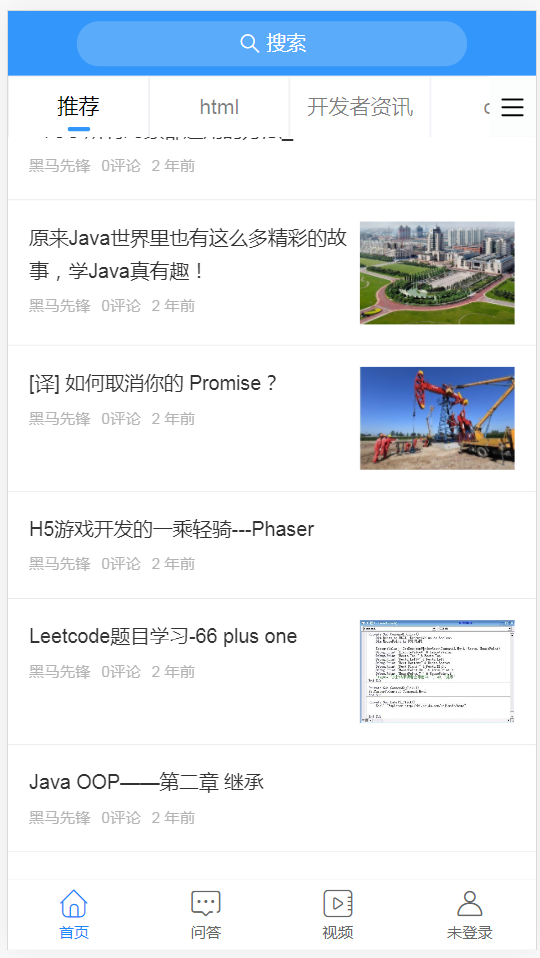 搜索
推荐
html
开发者资讯
黑马先锋 0评论 2 年前
原来Java世界里也有这么多精彩的故
事，学Java真有趣！
黑马先锋 0评论 2 年前
[译] 如何取消你的 Promise？
黑马先锋 0评论 2 年前
H5游戏开发的一乘轻骑---Phaser
黑马先锋 0评论 2 年前
Leetcode题目学习-66 plus one
黑马先锋 0评论 2 年前
Java OOP——第二章 继承
黑马先锋 0评论 2 年前
首页
问答
视频
未登录